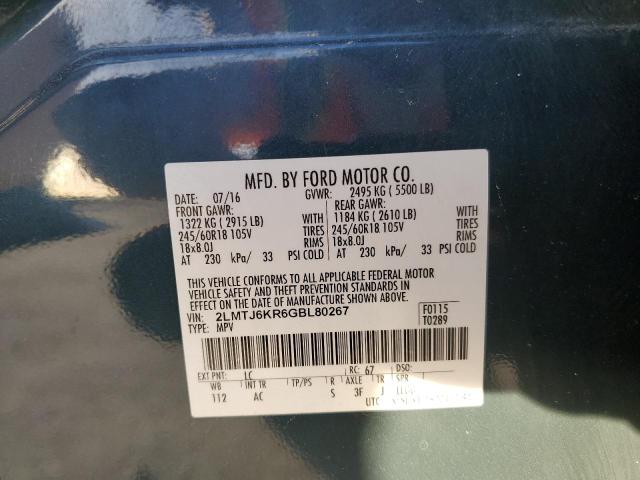 MFD. BY FORD MOTOR CO.
DATE: 07/16 GVWR: 2495 KG ( 5500 LB)
FRONT GAWR: REAR GAWR:
1322 KG ( 2915 LB) 1184 KG ( 2610 LB)
245/60R18 105V TIRES 245/60R18 105V TIRES
18x8.0J RIMS 18x8.0J RIMS
AT 230 kPa/ 33 PSI COLD AT 230 kPa/ 33 PSI COLD
THIS VEHICLE CONFORMS TO ALL APPLICABLE FEDERAL MOTOR
VEHICLE SAFETY AND THEFT PREVENTION STANDARDS IN
EFFECT ON THE DATE OF MANUFACTURE SHOWN ABOVE.
VIN: 2LMTJ6KR6GBL80267 F0115
TYPE: MPV T0289
EXT PNT: LC RC: 67 DSO:
WB INT TR TP/PS R AXLE TR SPR
112 AC S 3F J
UTC